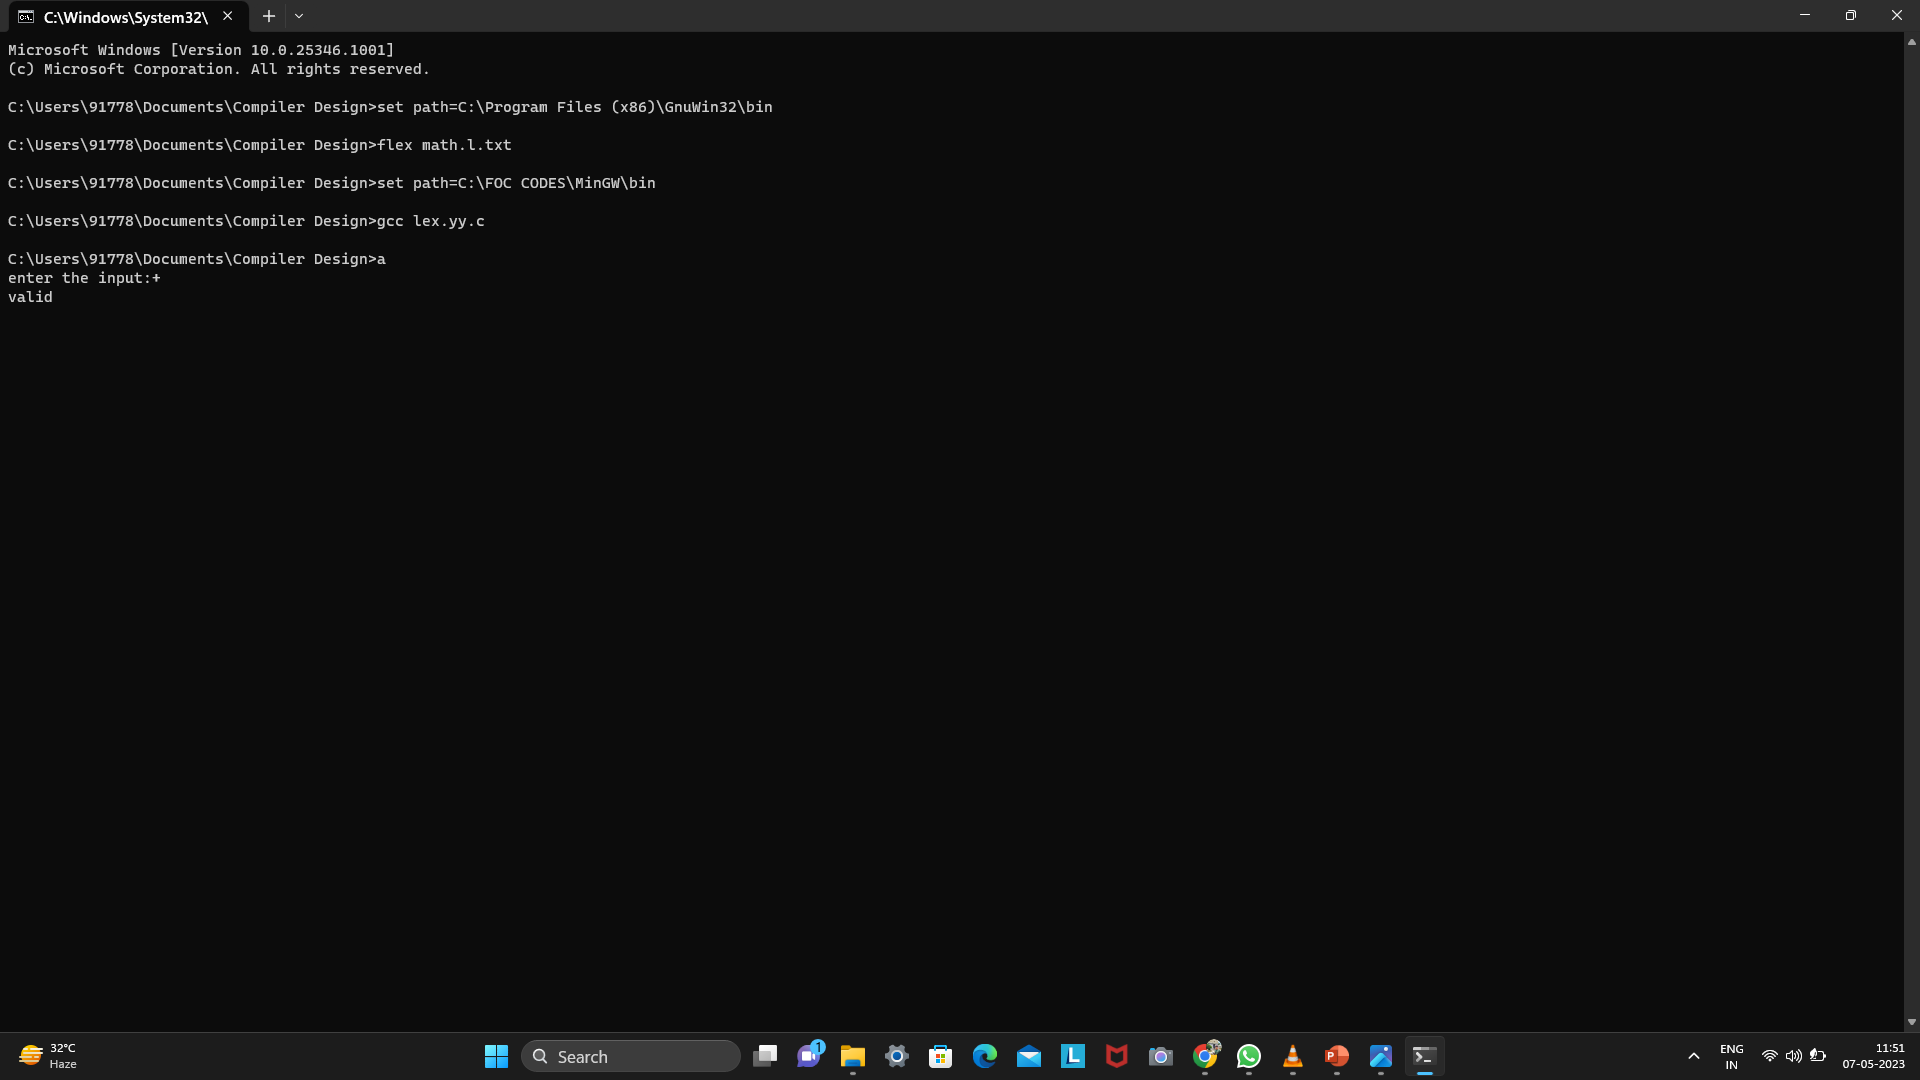 C:\Windows\System32\
Microsoft Windows [Version 10.0.25346.1001]
(c) Microsoft Corporation. All rights reserved.
C:\Users\91778\Documents\Compiler Design>set path=C:\Program Files (x86)\GnuWin32\bin
C:\Users\91778\Documents\Compiler Design>flex math.l.txt
C:\Users\91778\Documents\Compiler Design>set path=C:\FOC CODES\MinGW\bin
C:\Users\91778\Documents\Compiler Design>gcc lex.yy.c
C:\Users\91778\Documents\Compiler Design>a
enter the input:+
valid
32°C
Haze
Search
1
L
P
ENG
IN
11:51
07-05-2023